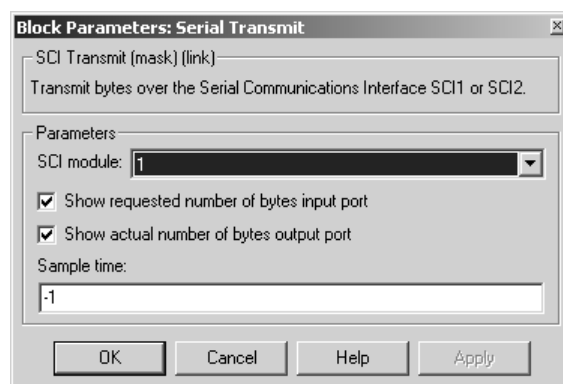 Block Parameters: Serial Transmit
SCI Transmit (mask) (link)
Transmit bytes over the Serial Communications Interface SCI1 or SCI2.
Parameters
SCI module: 1
Show requested number of bytes input port
Show actual number of bytes output port
Sample time:
-1
OK Cancel Help Apply